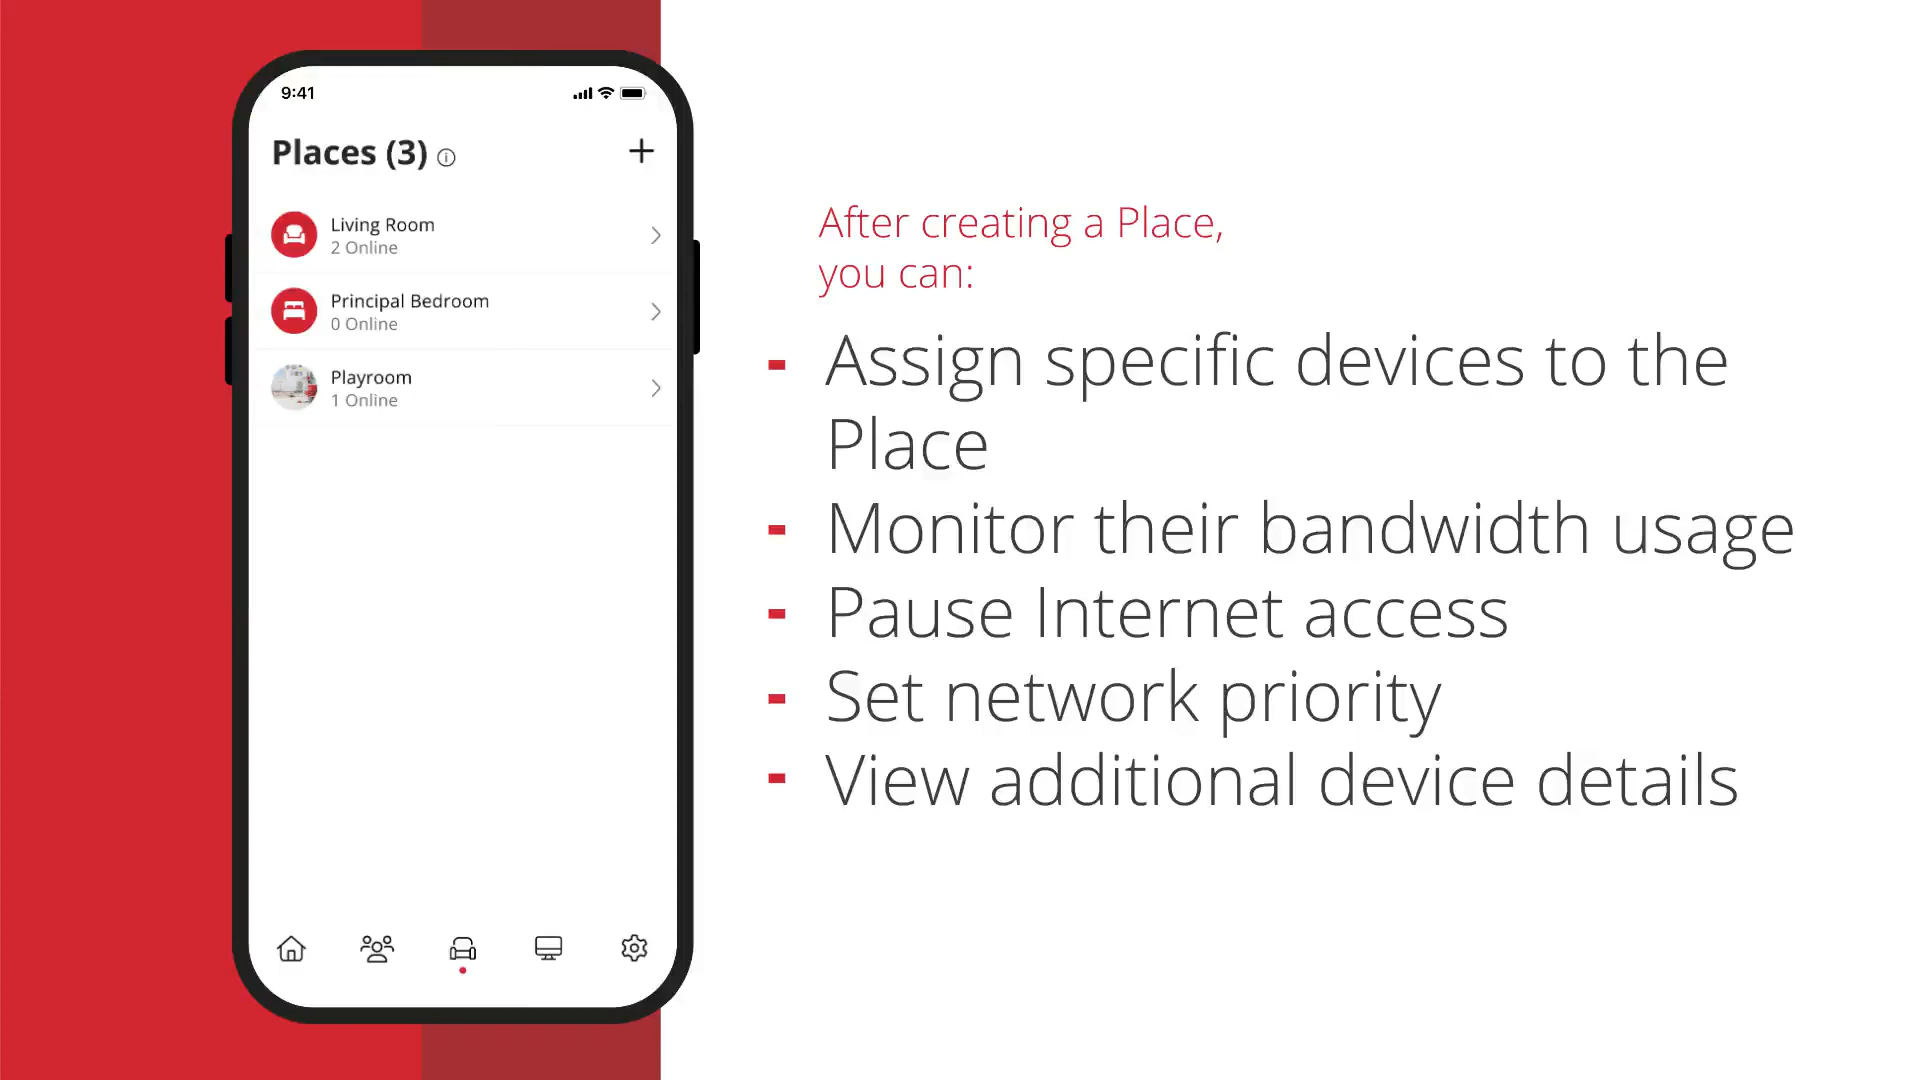 9:41
Places (3)
Living Room
2 Online
Principal Bedroom
0 Online
Playroom
1 Online
After creating a Place,
you can:
- Assign specific devices to the
Place
- Monitor their bandwidth usage
- Pause Internet access
- Set network priority
- View additional device details